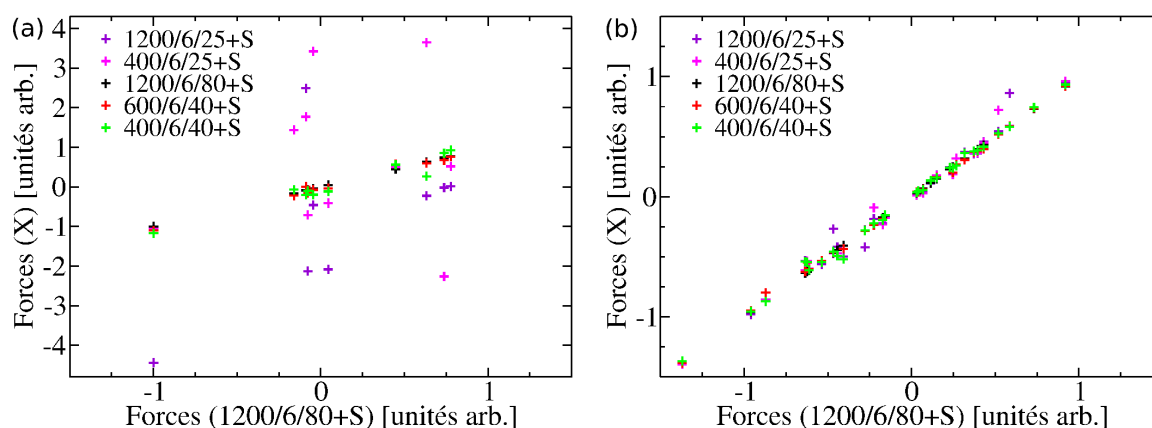 (a)
1200/6/25+S
400/6/25+S
1200/6/80+S
600/6/40+S
400/6/40+S
4
3
2
1
0
-1
-2
-3
-4
Forces (X) [unités arb.]
-1 0 1
Forces (1200/6/80+S) [unités arb.]
(b)
1200/6/25+S
400/6/25+S
1200/6/80+S
600/6/40+S
400/6/40+S
1
0
-1
Forces (X) [unités arb.]
-1 0 1
Forces (1200/6/80+S) [unités arb.]